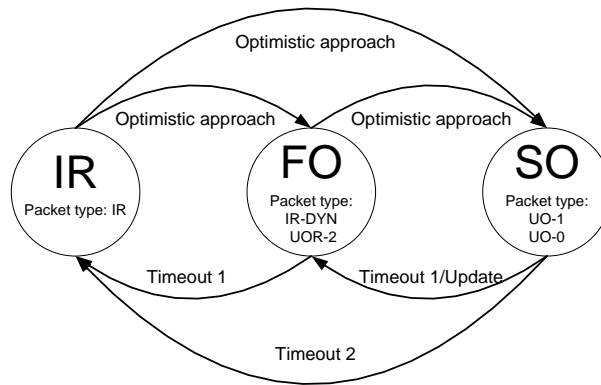 Optimistic approach
Optimistic approach
Optimistic approach
IR
Packet type: IR
FO
Packet type:
IR-DYN
UOR-2
SO
Packet type:
UO-1
UO-0
Timeout 1
Timeout 1/Update
Timeout 2